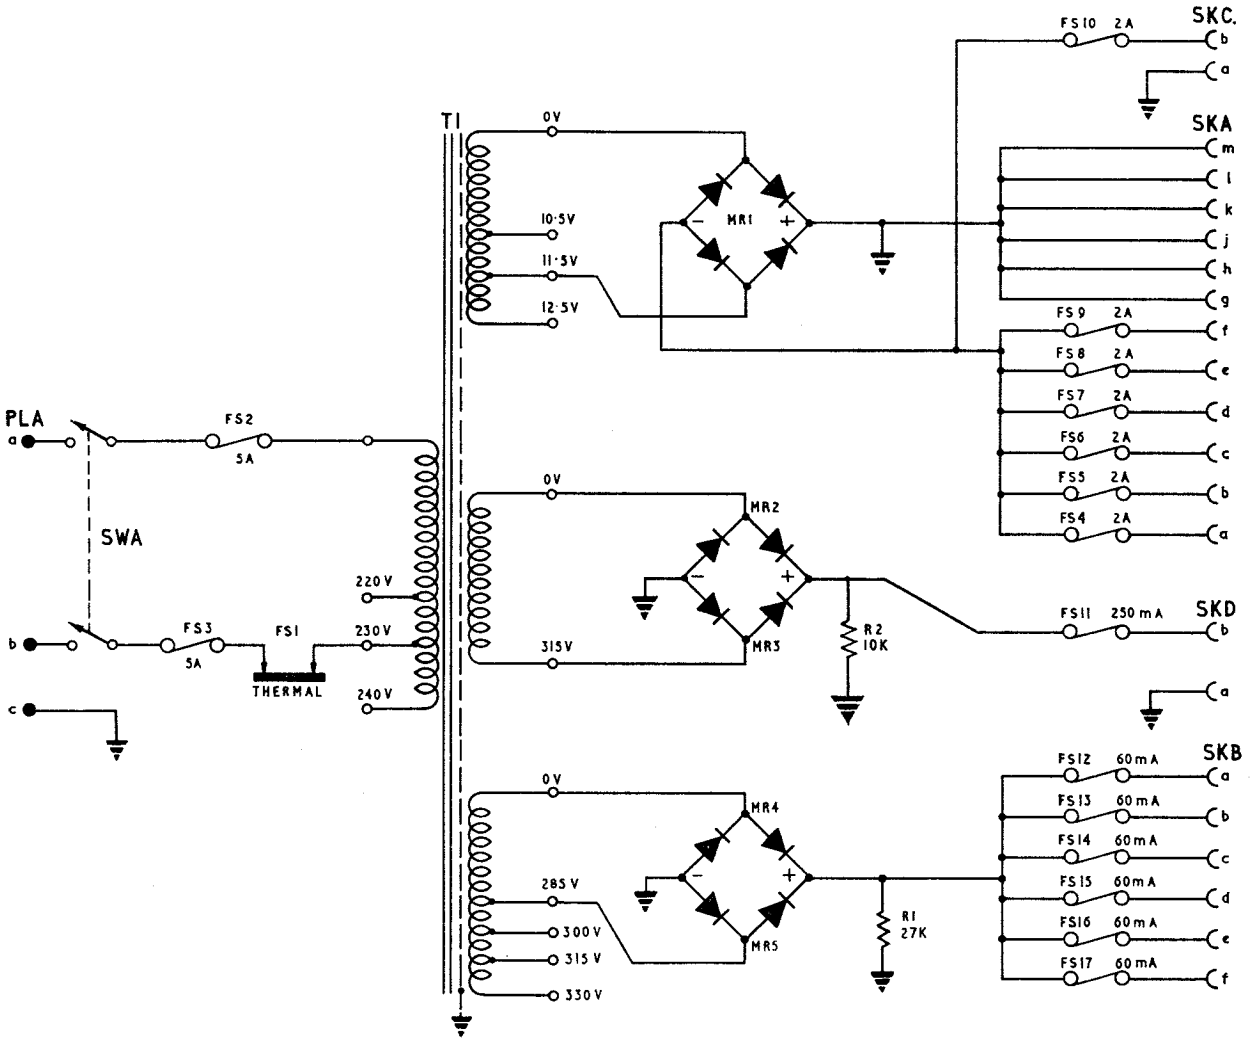 SKC.
FS10 2A
b
a
T1
0V
SKA
m
l
k
j
h
g
10·5V
MR1
- +
11·5V
12·5V
FS9 2A
f
FS8 2A
e
FS7 2A
d
FS6 2A
c
FS5 2A
b
FS4 2A
a
PLA
a
FS2
5A
SWA
220V
b
FS3
5A
FS1
230V
THERMAL
240V
c
0V
MR2
- +
MR3
315V
R2
10K
FS11 250mA
SKD
b
a
0V
MR4
- +
MR5
285V
300V
315V
330V
R1
27K
SKB
FS12 60mA
a
FS13 60mA
b
FS14 60mA
c
FS15 60mA
d
FS16 60mA
e
FS17 60mA
f